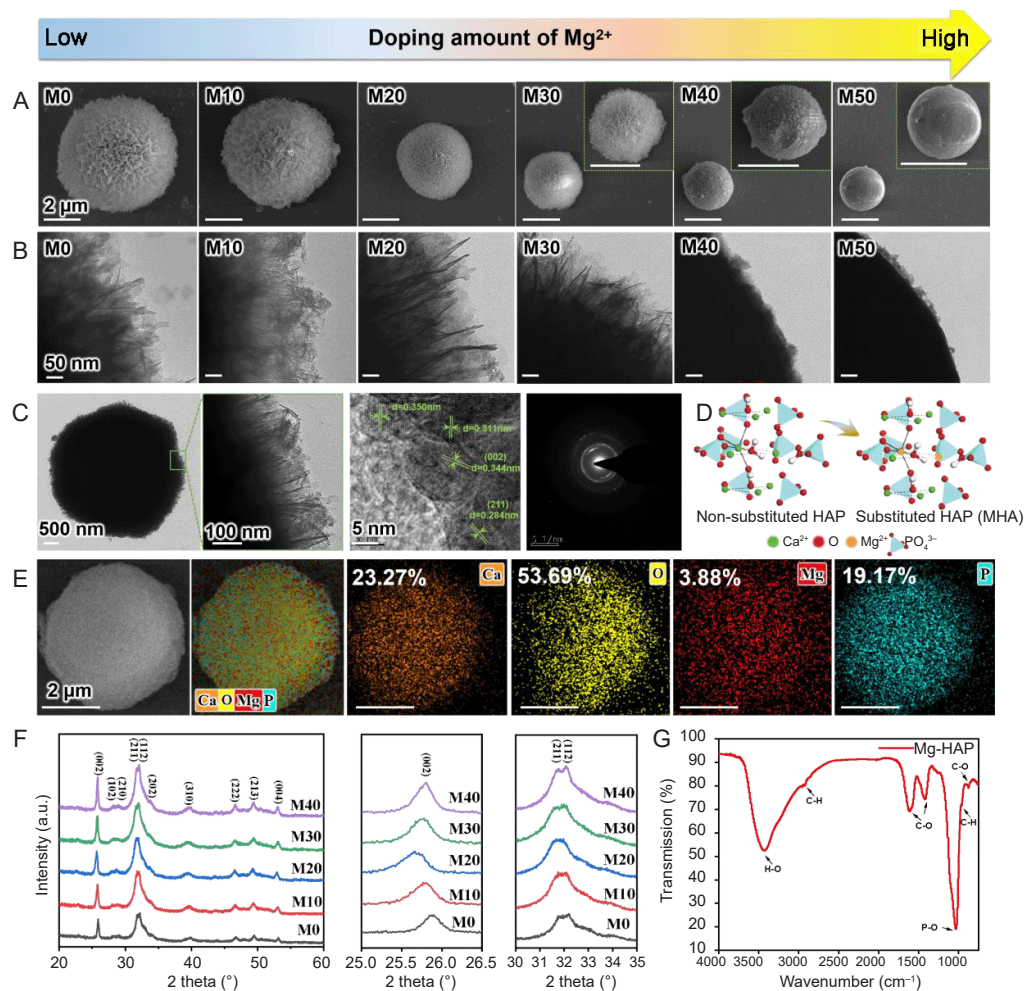 Low Doping amount of Mg²⁺ High
A
M0 M10 M20 M30 M40 M50
2 μm
B
M0 M10 M20 M30 M40 M50
50 nm
C
500 nm
100 nm
d=0.350nm
d=0.311nm
(002)
d=0.344nm
(211)
d=0.284nm
5 nm
5 1/nm
D
Non-substituted HAP Substituted HAP (MHA)
Ca²⁺ O Mg²⁺ PO₄³⁻
E
2 μm
Ca O Mg P
23.27% Ca
53.69% O
3.88% Mg
19.17% P
F
Intensity (a.u.)
(002) (102) (210) (211) (112) (202) (310) (222) (213) (004)
M40
M30
M20
M10
M0
20 30 40 50 60
2 theta (°)
(002)
M40
M30
M20
M10
M0
25.0 25.5 26.0 26.5
2 theta (°)
(211) (112)
M40
M30
M20
M10
M0
30 31 32 33 34 35
2 theta (°)
G
Mg-HAP
Transmission (%)
100
90
80
70
60
50
40
30
20
10
H-O
C-H
C-O
P-O
C-O
C-H
4000 3500 3000 2500 2000 1500 1000
Wavenumber (cm⁻¹)